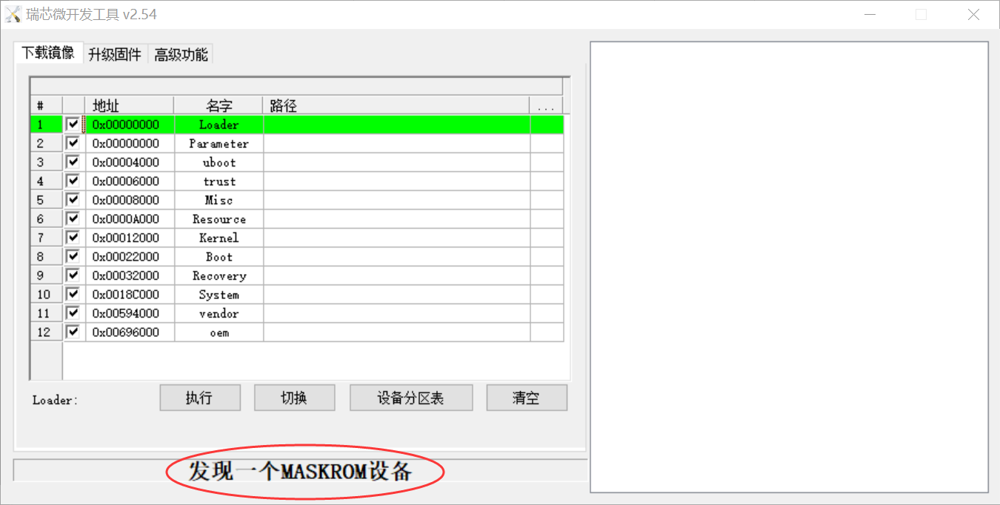 瑞芯微开发工具 v2.54
下载镜像 升级固件 高级功能
# 地址 名字 路径 ...
1 0x00000000 Loader
2 0x00000000 Parameter
3 0x00004000 uboot
4 0x00006000 trust
5 0x00008000 Misc
6 0x0000A000 Resource
7 0x00012000 Kernel
8 0x00022000 Boot
9 0x00032000 Recovery
10 0x0018C000 System
11 0x00594000 vendor
12 0x00696000 oem
Loader: 执行 切换 设备分区表 清空
发现一个MASKROM设备